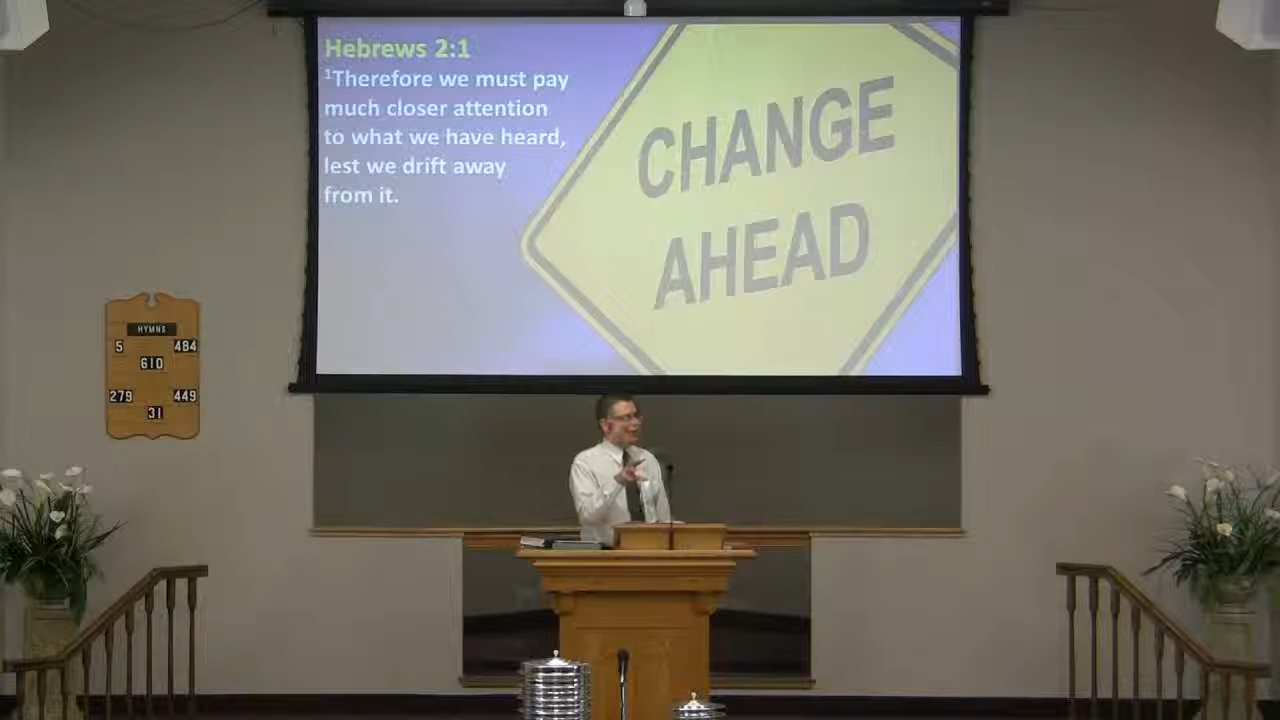 Hebrews 2:1
¹Therefore we must pay
much closer attention
to what we have heard,
lest we drift away
from it.
CHANGE
AHEAD
HYMNS
5 484
610
279 449
31